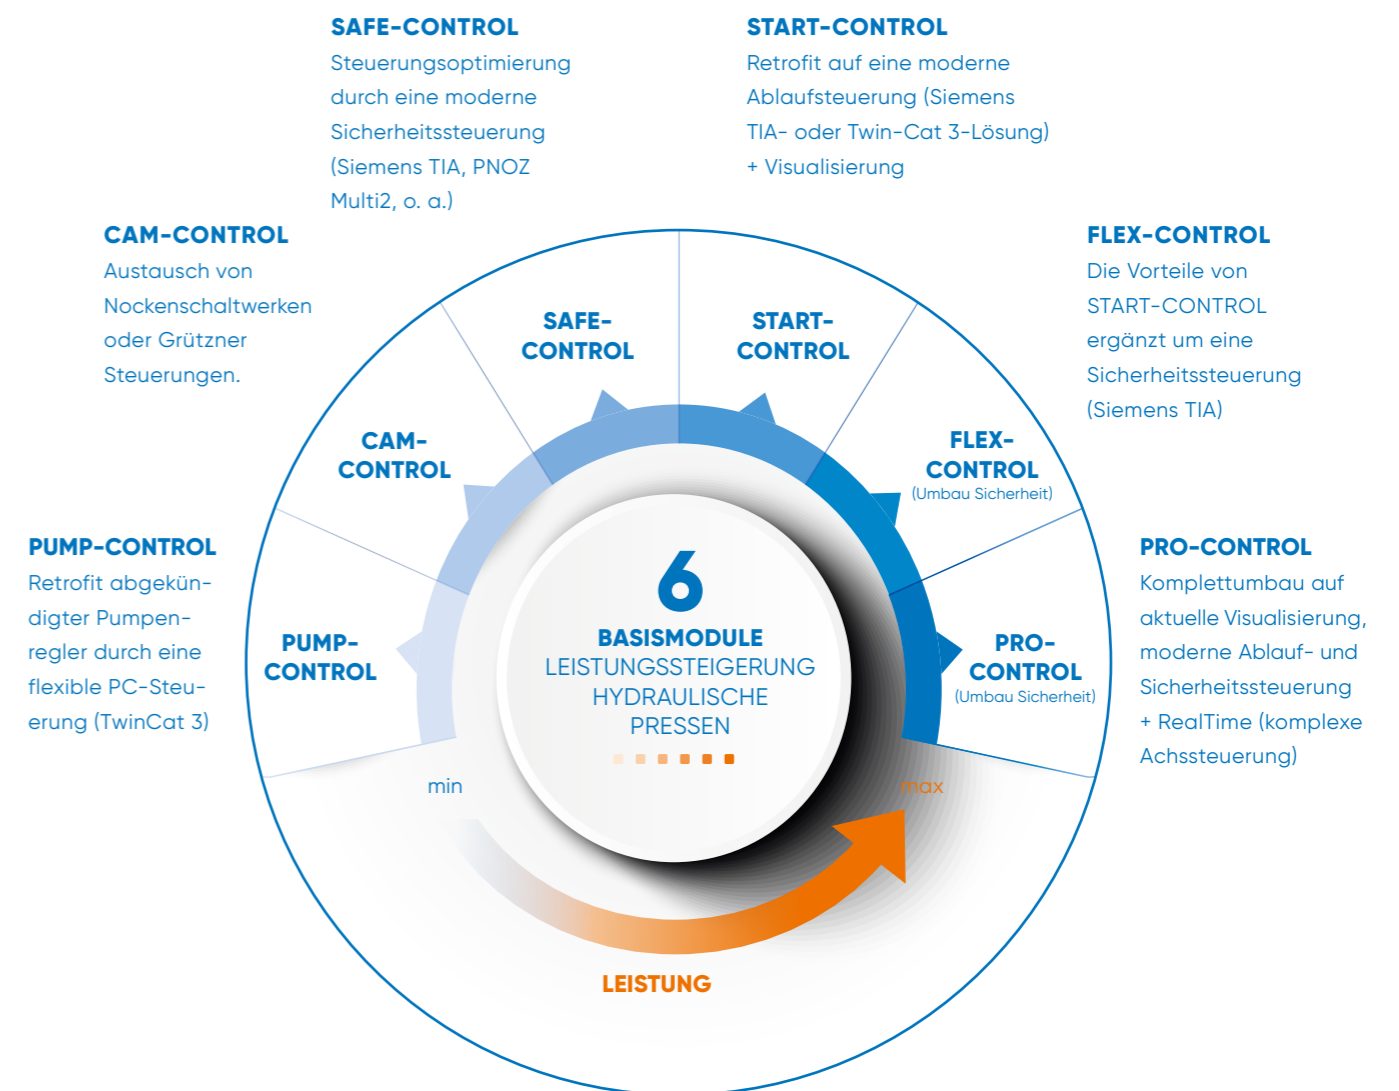 SAFE-CONTROL
Steuerungsoptimierung
durch eine moderne
Sicherheitssteuerung
(Siemens TIA, PNOZ
Multi2, o. a.)
START-CONTROL
Retrofit auf eine moderne
Ablaufsteuerung (Siemens
TIA- oder Twin-Cat 3-Lösung)
+ Visualisierung
CAM-CONTROL
Austausch von
Nockenschaltwerken
oder Grützner
Steuerungen.
FLEX-CONTROL
Die Vorteile von
START-CONTROL
ergänzt um eine
Sicherheitssteuerung
(Siemens TIA)
PUMP-CONTROL
Retrofit abgekün-
digter Pumpen-
regler durch eine
flexible PC-Steu-
erung (TwinCat 3)
PRO-CONTROL
Komplettumbau auf
aktuelle Visualisierung,
moderne Ablauf- und
Sicherheitssteuerung
+ RealTime (komplexe
Achssteuerung)
PUMP-
CONTROL
CAM-
CONTROL
SAFE-
CONTROL
START-
CONTROL
FLEX-
CONTROL
(Umbau Sicherheit)
PRO-
CONTROL
(Umbau Sicherheit)
6
BASISMODULE
LEISTUNGSSTEIGERUNG
HYDRAULISCHE
PRESSEN
min
max
LEISTUNG